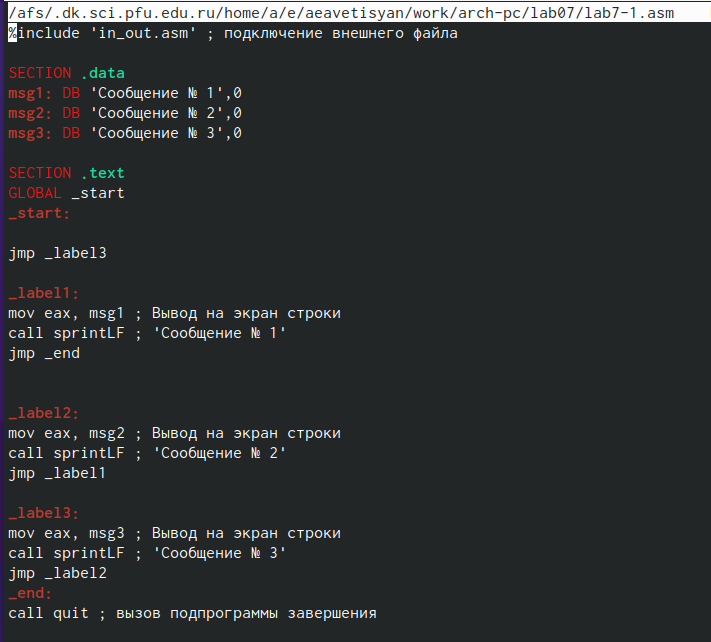 /afs/.dk.sci.pfu.edu.ru/home/a/e/aeavetisyan/work/arch-pc/lab07/lab7-1.asm
%include 'in_out.asm' ; подключение внешнего файла
SECTION .data
msg1: DB 'Сообщение № 1',0
msg2: DB 'Сообщение № 2',0
msg3: DB 'Сообщение № 3',0
SECTION .text
GLOBAL _start
_start:
jmp _label3
_label1:
mov eax, msg1 ; Вывод на экран строки
call sprintLF ; 'Сообщение № 1'
jmp _end
_label2:
mov eax, msg2 ; Вывод на экран строки
call sprintLF ; 'Сообщение № 2'
jmp _label1
_label3:
mov eax, msg3 ; Вывод на экран строки
call sprintLF ; 'Сообщение № 3'
jmp _label2
_end:
call quit ; вызов подпрограммы завершения